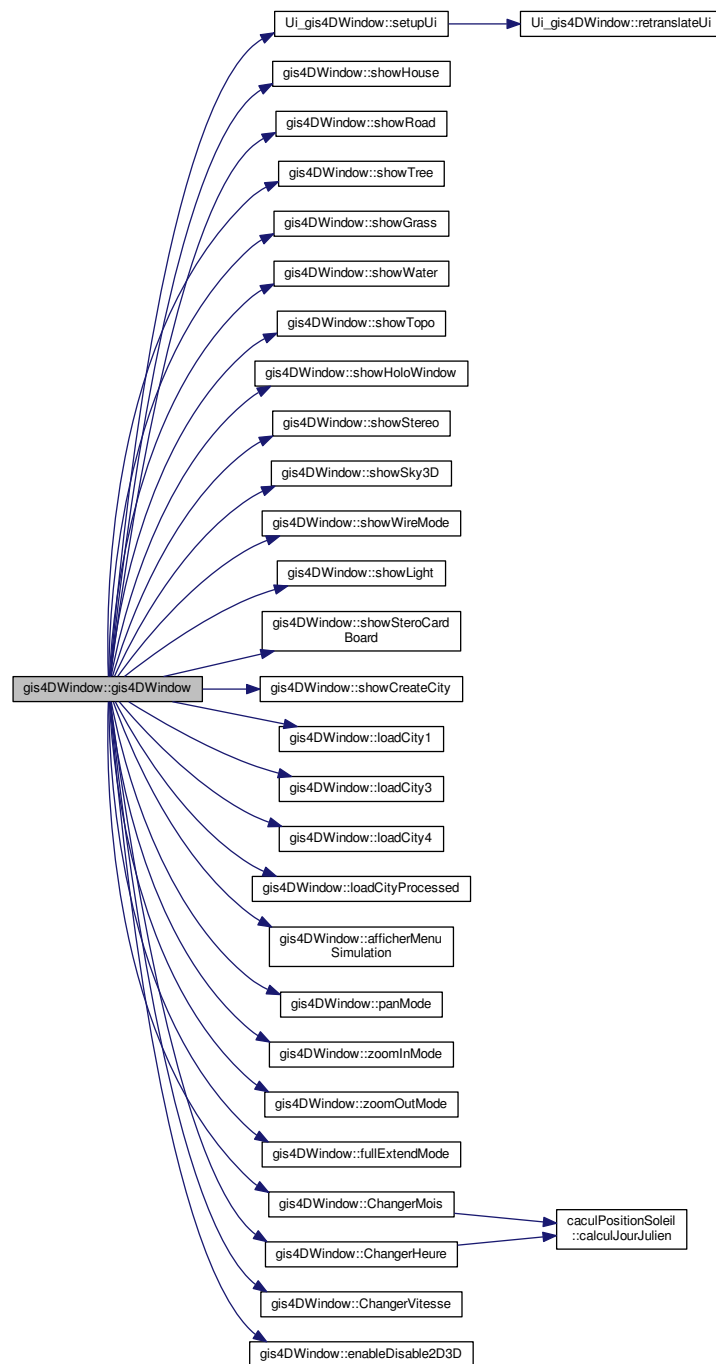 Ui_gis4DWindow::setupUi
Ui_gis4DWindow::retranslateUi
gis4DWindow::showHouse
gis4DWindow::showRoad
gis4DWindow::showTree
gis4DWindow::showGrass
gis4DWindow::showWater
gis4DWindow::showTopo
gis4DWindow::showHoloWindow
gis4DWindow::showStereo
gis4DWindow::showSky3D
gis4DWindow::showWireMode
gis4DWindow::showLight
gis4DWindow::showSteroCard
Board
gis4DWindow::gis4DWindow
gis4DWindow::showCreateCity
gis4DWindow::loadCity1
gis4DWindow::loadCity3
gis4DWindow::loadCity4
gis4DWindow::loadCityProcessed
gis4DWindow::afficherMenu
Simulation
gis4DWindow::panMode
gis4DWindow::zoomInMode
gis4DWindow::zoomOutMode
gis4DWindow::fullExtendMode
gis4DWindow::ChangerMois
caculPositionSoleil
::calculJourJulien
gis4DWindow::ChangerHeure
gis4DWindow::ChangerVitesse
gis4DWindow::enableDisable2D3D